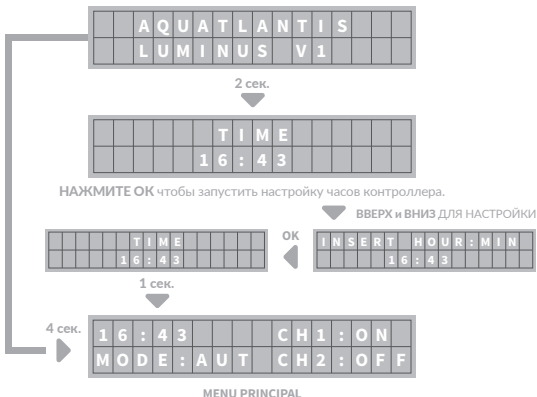 AQUATLANTIS
LUMINUS V1
2 сек.
TIME
16:43
НАЖМИТЕ ОК чтобы запустить настройку часов контроллера.
ВВЕРХ и ВНИЗ ДЛЯ НАСТРОЙКИ
INSERT HOUR:MIN
16:43
OK
TIME
16:43
1 сек.
4 сек.
16:43 CH1:ON
MODE:AUT CH2:OFF
MENU PRINCIPAL